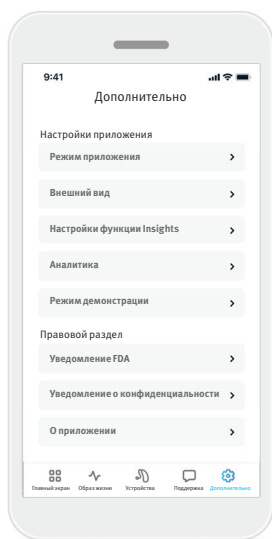 9:41
Дополнительно
Настройки приложения
Режим приложения
Внешний вид
Настройки функции Insights
Аналитика
Режим демонстрации
Правовой раздел
Уведомление FDA
Уведомление о конфиденциальности
О приложении
Главный экран Образ жизни Устройства Поддержка Дополнительно